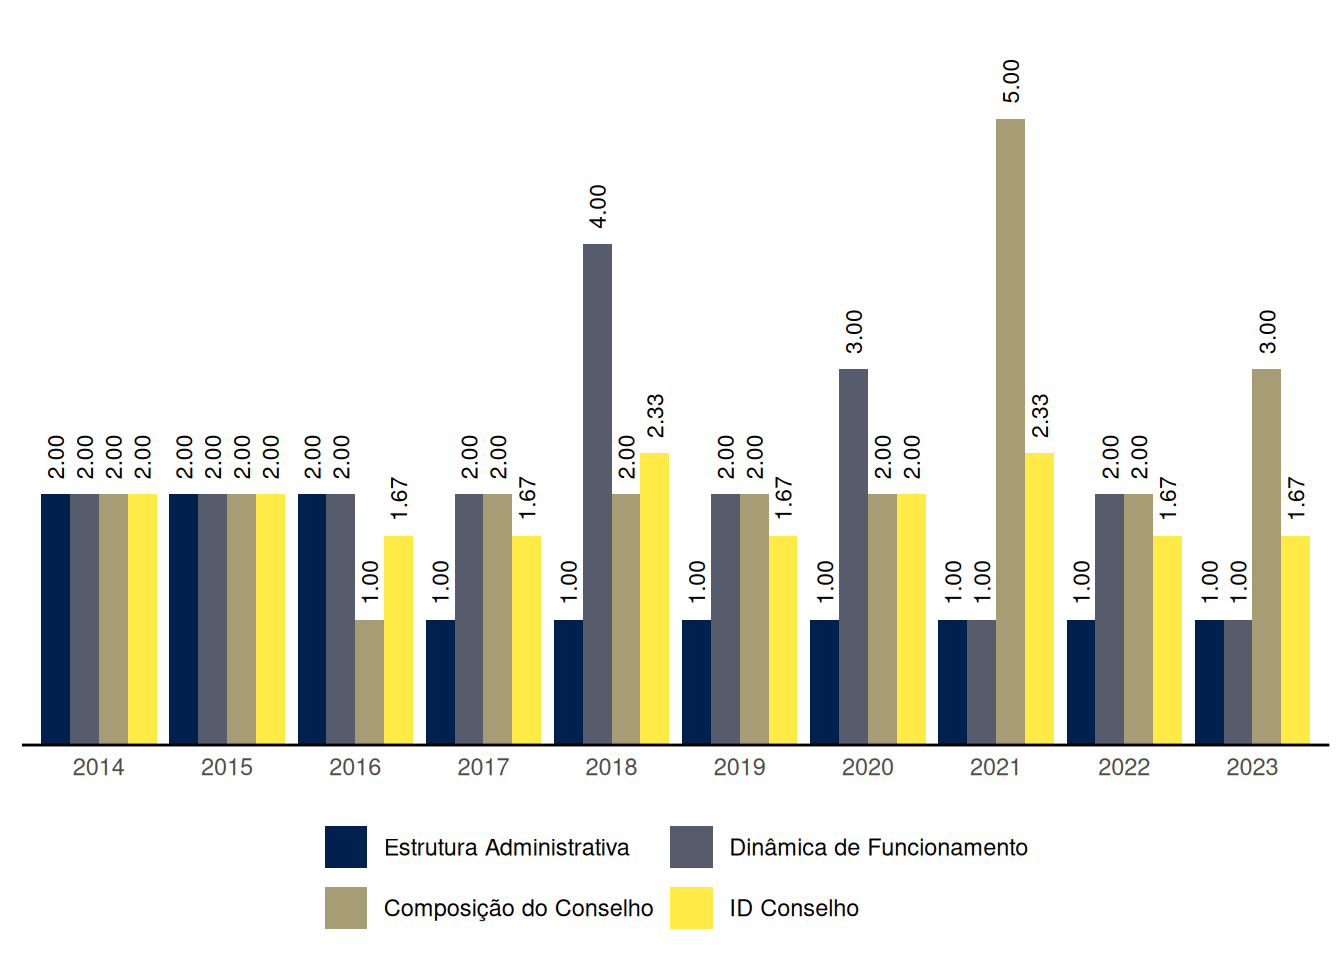 5.00
4.00
3.00 3.00
2.33 2.33
2.00 2.00 2.00 2.00 2.00 2.00 2.00 2.00 2.00 2.00 2.00 2.00 2.00 2.00 2.00 2.00 2.00 2.00 2.00
1.67 1.67 1.67 1.67 1.67
1.00 1.00 1.00 1.00 1.00 1.00 1.00 1.00 1.00 1.00
2014 2015 2016 2017 2018 2019 2020 2021 2022 2023
Estrutura Administrativa Dinâmica de Funcionamento
Composição do Conselho ID Conselho